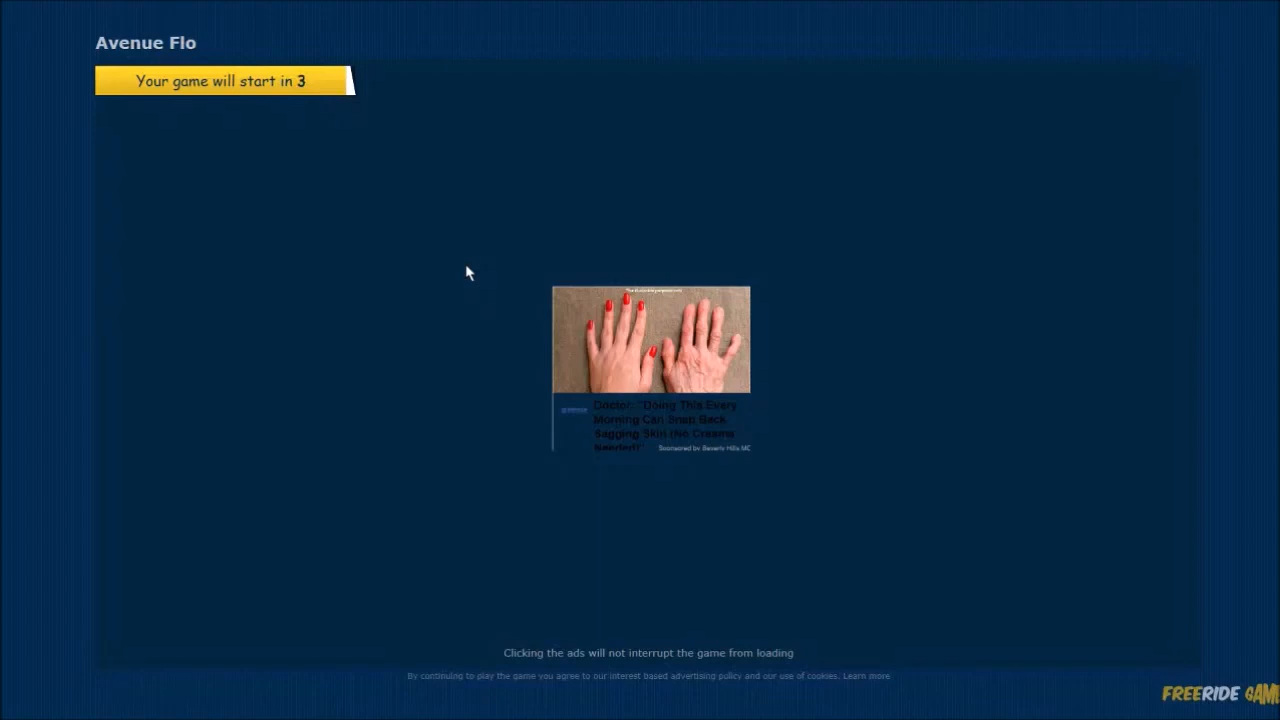 Avenue Flo
Your game will start in 3
Doctor: "Doing This Every
Morning Can Snap Back
Sagging Skin (No Creams
Sponsored by Beverly Hills MC
Clicking the ads will not interrupt the game from loading
By continuing to play the game you agree to our interest based advertising policy and our use of cookies. Learn more
FREERIDE GAM